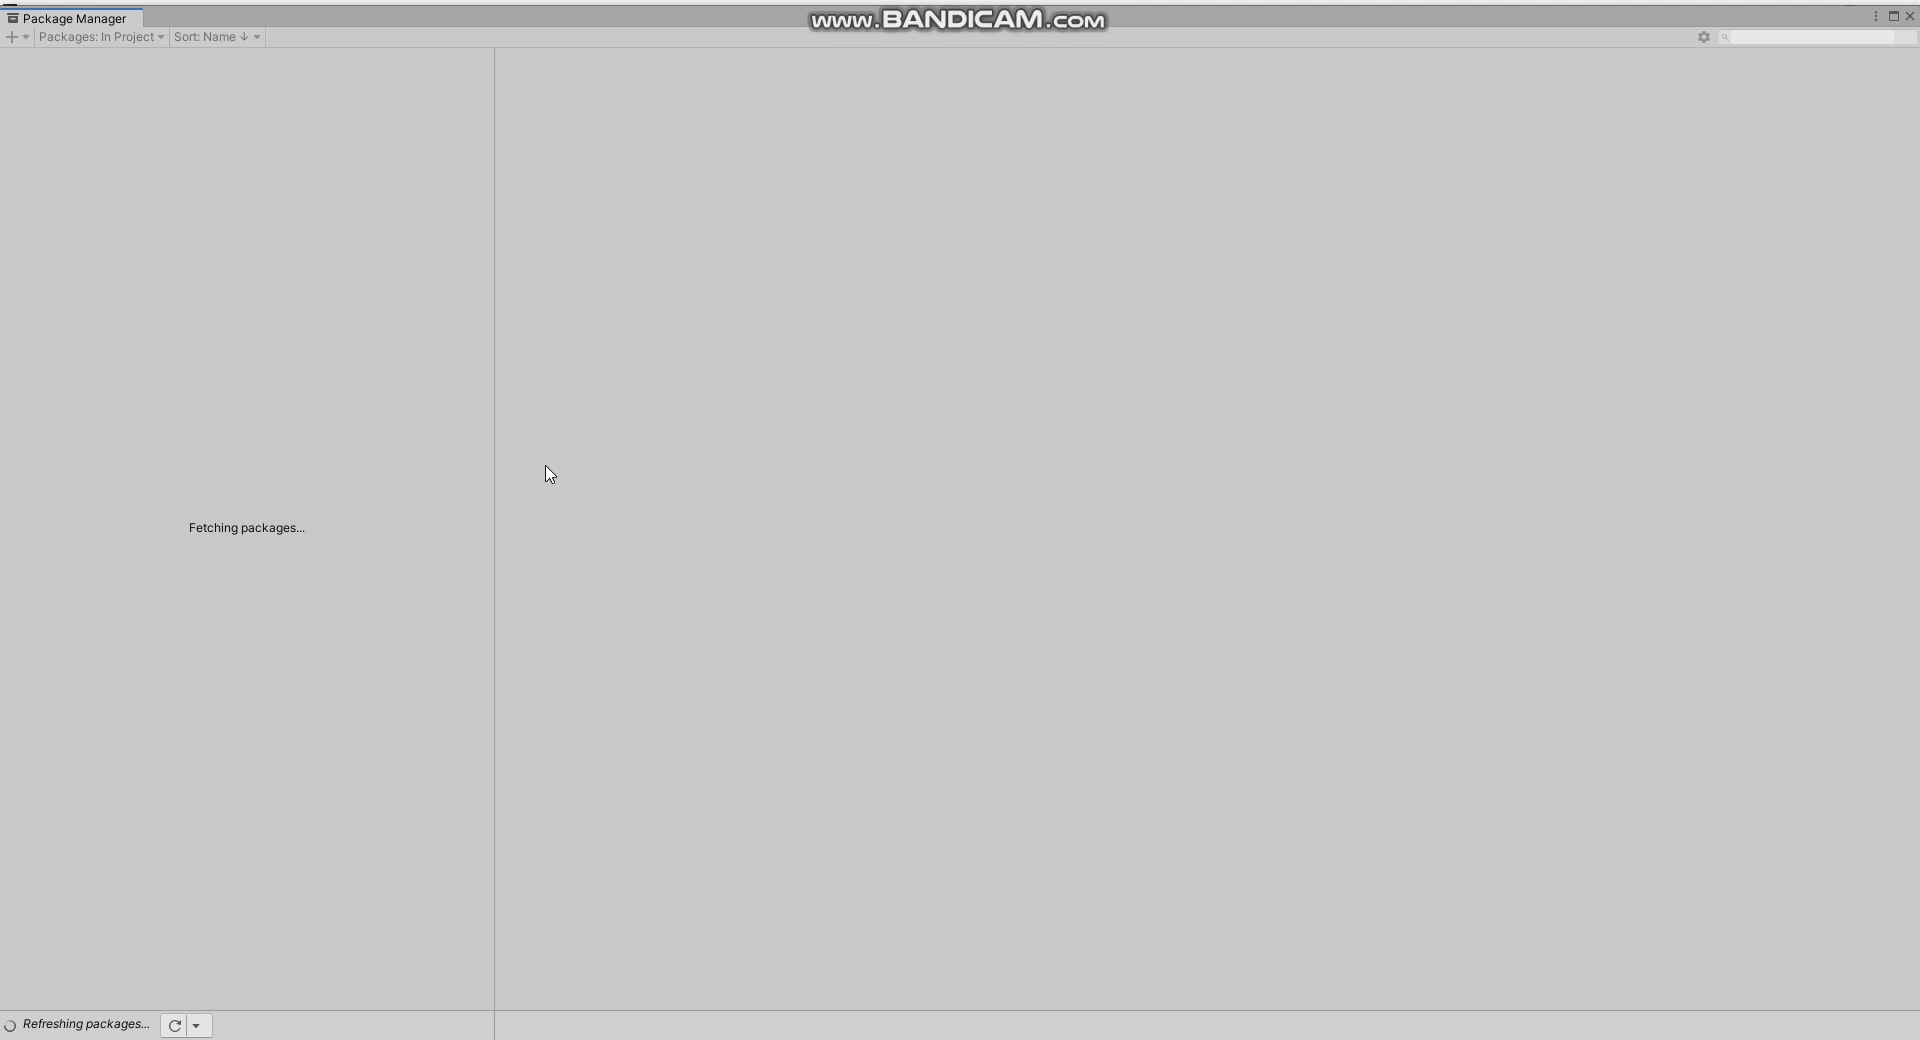 Package Manager
www.BANDICAM.com
Packages: In Project
Sort: Name ↓
Fetching packages...
Refreshing packages...